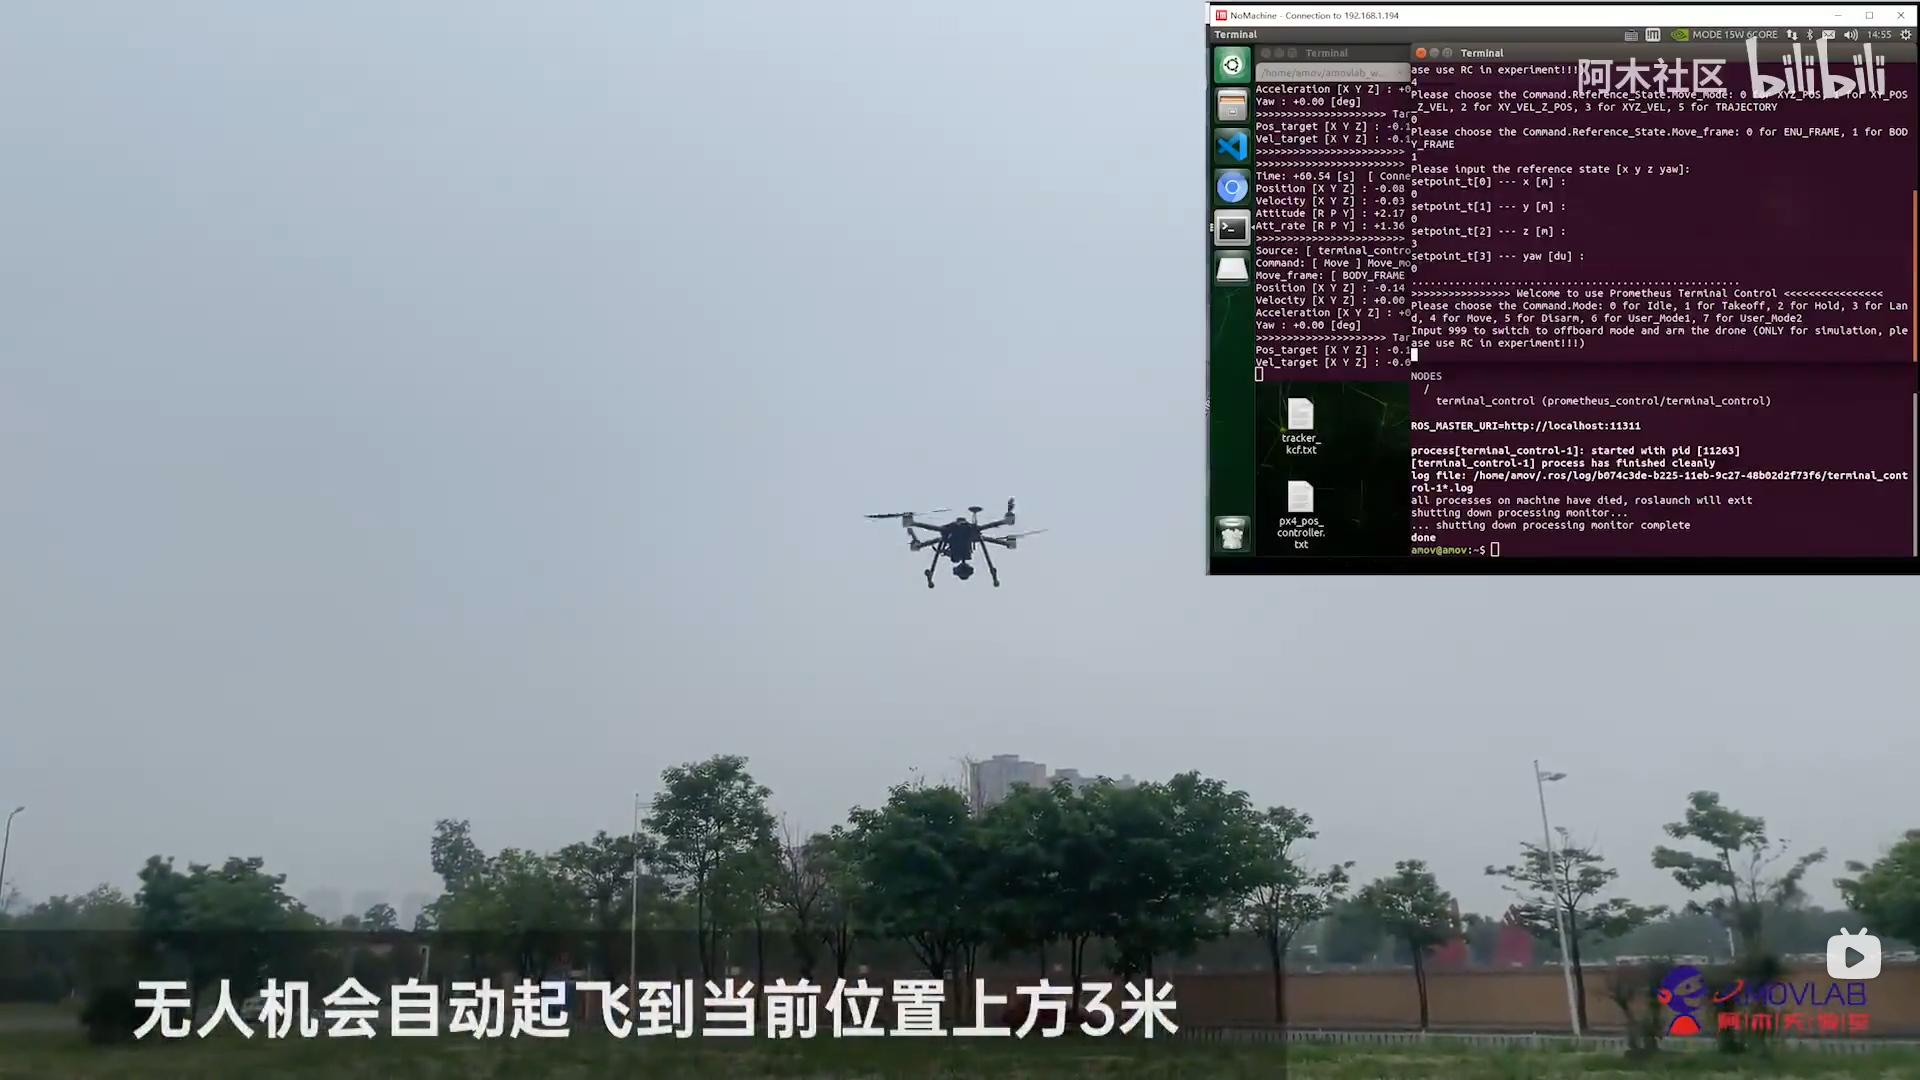 NoMachine - Connection to 192.168.1.194
Terminal
MODE 15W 6CORE
14:55
Terminal
/home/amov/amovlab_w...
Acceleration [X Y Z] : +0
Yaw : +0.00 [deg]
>>>>>>>>>>>>>>>>>>>>> Tar
Pos_target [X Y Z] : -0.1
Vel_target [X Y Z] : -0.1
>>>>>>>>>>>>>>>>>>>>>>>>
>>>>>>>>>>>>>>>>>>>>>>>>
Time: +60.54 [s] [ Conne
Position [X Y Z] : -0.08
Velocity [X Y Z] : -0.03
Attitude [R P Y] : +2.17
Att_rate [R P Y] : +1.36
>>>>>>>>>>>>>>>>>>>>>>>>
Source: [ terminal_contro
Command: [ Move ] Move_mo
Move_frame: [ BODY_FRAME
Position [X Y Z] : -0.14
Velocity [X Y Z] : +0.00
Acceleration [X Y Z] : +0
Yaw : +0.00 [deg]
>>>>>>>>>>>>>>>>>>>>> Tar
Pos_target [X Y Z] : -0.1
Vel_target [X Y Z] : -0.6
tracker_
kcf.txt
px4_pos_
controller.
txt
Terminal
ase use RC in experiment!!!)
4
Please choose the Command.Reference_State.Move_mode: 0 for XYZ_POS, 1 for XY_POS
_Z_VEL, 2 for XY_VEL_Z_POS, 3 for XYZ_VEL, 5 for TRAJECTORY
0
Please choose the Command.Reference_State.Move_frame: 0 for ENU_FRAME, 1 for BOD
Y_FRAME
1
Please input the reference state [x y z yaw]:
setpoint_t[0] --- x [m] :
0
setpoint_t[1] --- y [m] :
0
setpoint_t[2] --- z [m] :
3
setpoint_t[3] --- yaw [du] :
0
>>>>>>>>>>>>>>>> Welcome to use Prometheus Terminal Control <<<<<<<<<<<<<<<<
Please choose the Command.Mode: 0 for Idle, 1 for Takeoff, 2 for Hold, 3 for Lan
d, 4 for Move, 5 for Disarm, 6 for User_Mode1, 7 for User_Mode2
Input 999 to switch to offboard mode and arm the drone (ONLY for simulation, ple
ase use RC in experiment!!!)
NODES
/
terminal_control (prometheus_control/terminal_control)
ROS_MASTER_URI=http://localhost:11311
process[terminal_control-1]: started with pid [11263]
[terminal_control-1] process has finished cleanly
log file: /home/amov/.ros/log/b074c3de-b225-11eb-9c27-48b02d2f73f6/terminal_cont
rol-1*.log
all processes on machine have died, roslaunch will exit
shutting down processing monitor...
... shutting down processing monitor complete
done
amov@amov:~$
阿木社区 bilibili
无人机会自动起飞到当前位置上方3米
AMOVLAB
阿木实验室